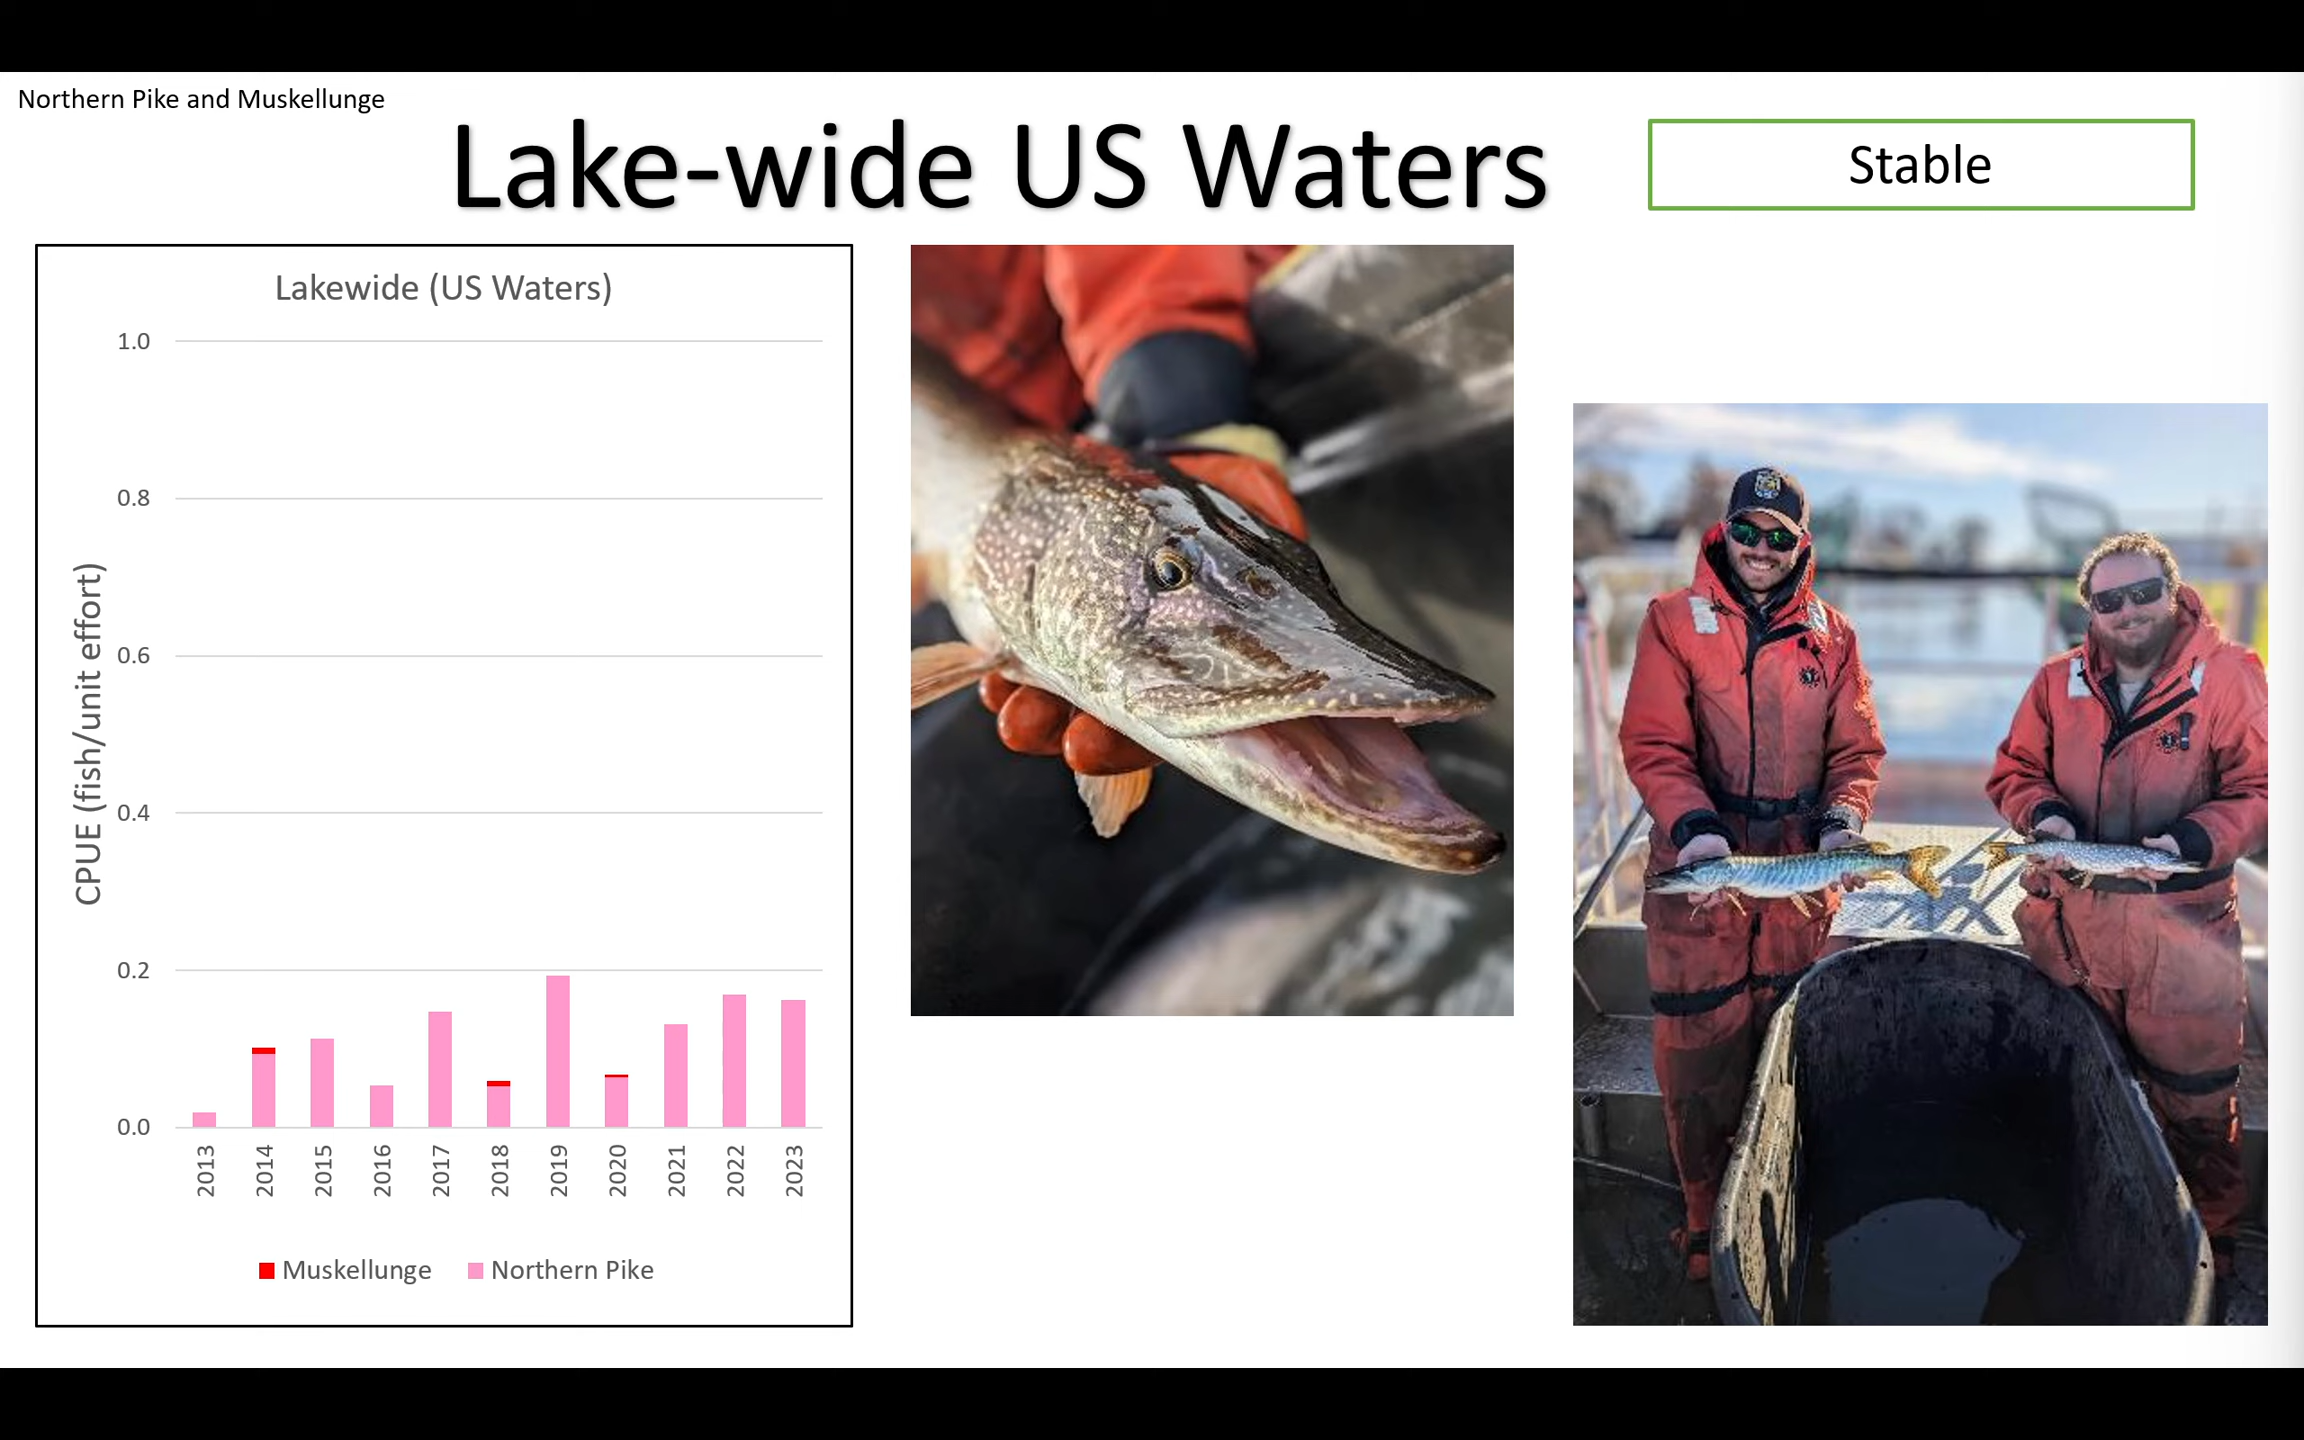 Northern Pike and Muskellunge
Lake-wide US Waters
Stable
Lakewide (US Waters)
CPUE (fish/unit effort)
1.0
0.8
0.6
0.4
0.2
0.0
2013 2014 2015 2016 2017 2018 2019 2020 2021 2022 2023
Muskellunge Northern Pike